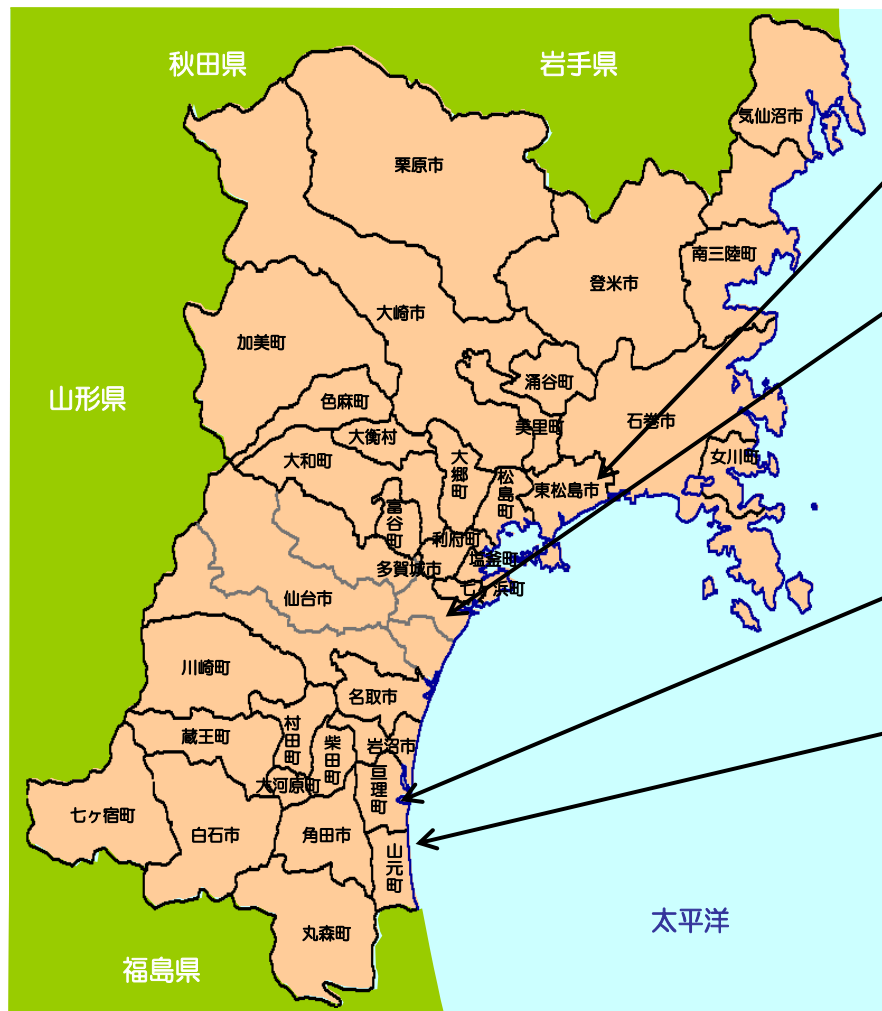 秋田県
岩手県
気仙沼市
栗原市
南三陸町
登米市
大崎市
加美町
涌谷町
山形県
色麻町
石巻市
美里町
大衡村
女川町
大和町
大郷町
松島町
東松島市
富谷町
利府町
塩釜町
多賀城市
七ヶ浜町
仙台市
川崎町
名取市
村田町
蔵王町
柴田町
岩沼市
亘理町
大河原町
七ヶ宿町
白石市
角田市
山元町
太平洋
丸森町
福島県